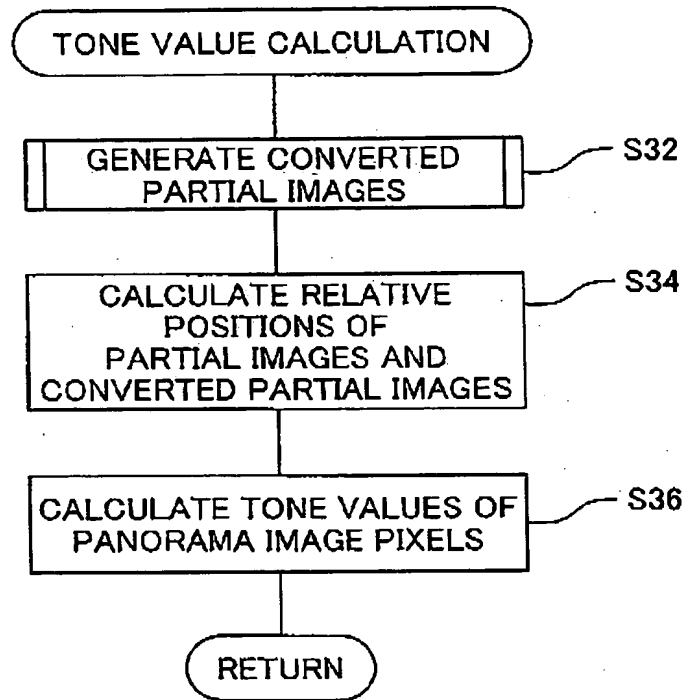 TONE VALUE CALCULATION
GENERATE CONVERTED
PARTIAL IMAGES
S32
CALCULATE RELATIVE
POSITIONS OF
PARTIAL IMAGES AND
CONVERTED PARTIAL IMAGES
S34
CALCULATE TONE VALUES OF
PANORAMA IMAGE PIXELS
S36
RETURN